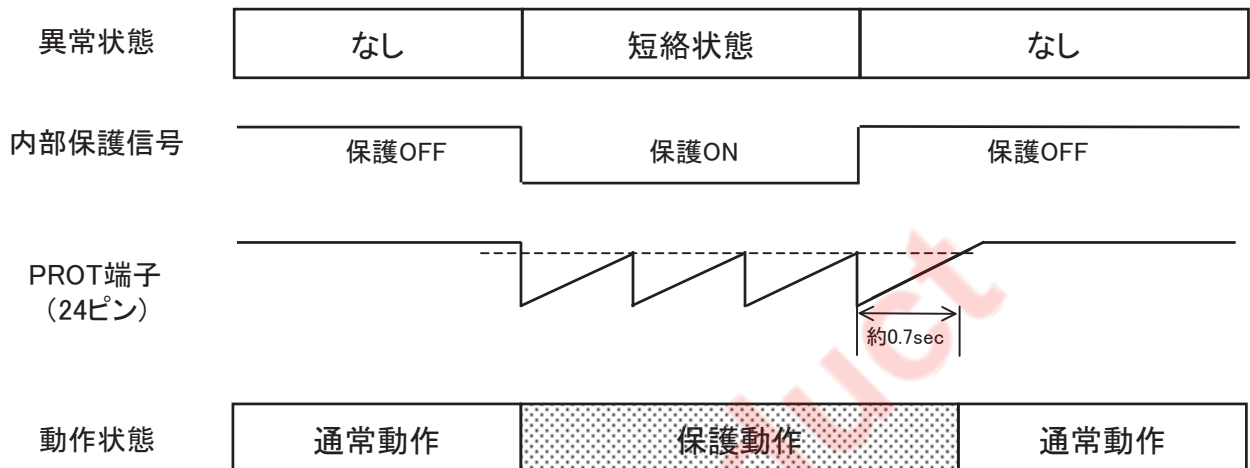 異常状態
なし
短絡状態
なし
内部保護信号
保護OFF
保護ON
保護OFF
PROT端子
(24ピン)
約0.7sec
動作状態
通常動作
保護動作
通常動作
uct